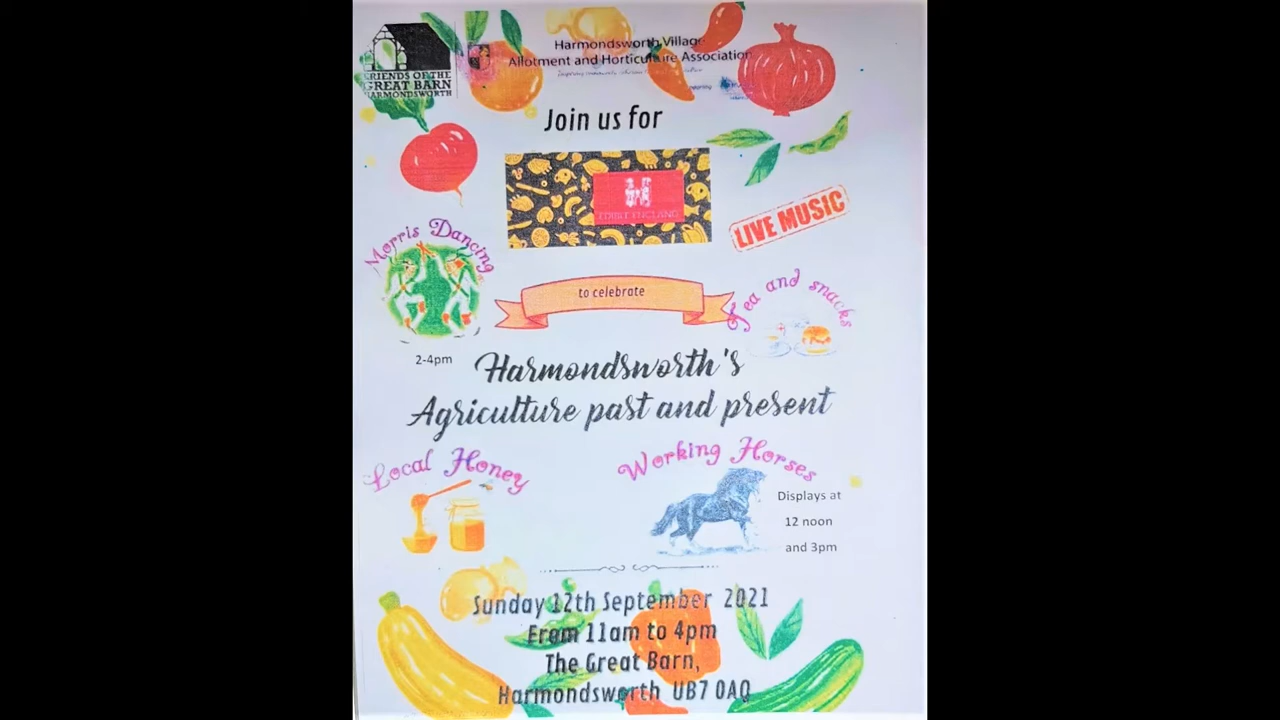 FRIENDS OF THE
GREAT BARN
HARMONDSWORTH
Harmondsworth Village
Allotment and Horticulture Association
Join us for
EDIBLE ENGLAND
LIVE MUSIC
Morris Dancing
2-4pm
to celebrate
Tea and snacks
Harmondsworth's
Agriculture past and present
Local Honey
Working Horses
Displays at
12 noon
and 3pm
Sunday 12th September 2021
From 11am to 4pm
The Great Barn,
Harmondsworth UB7 0AQ